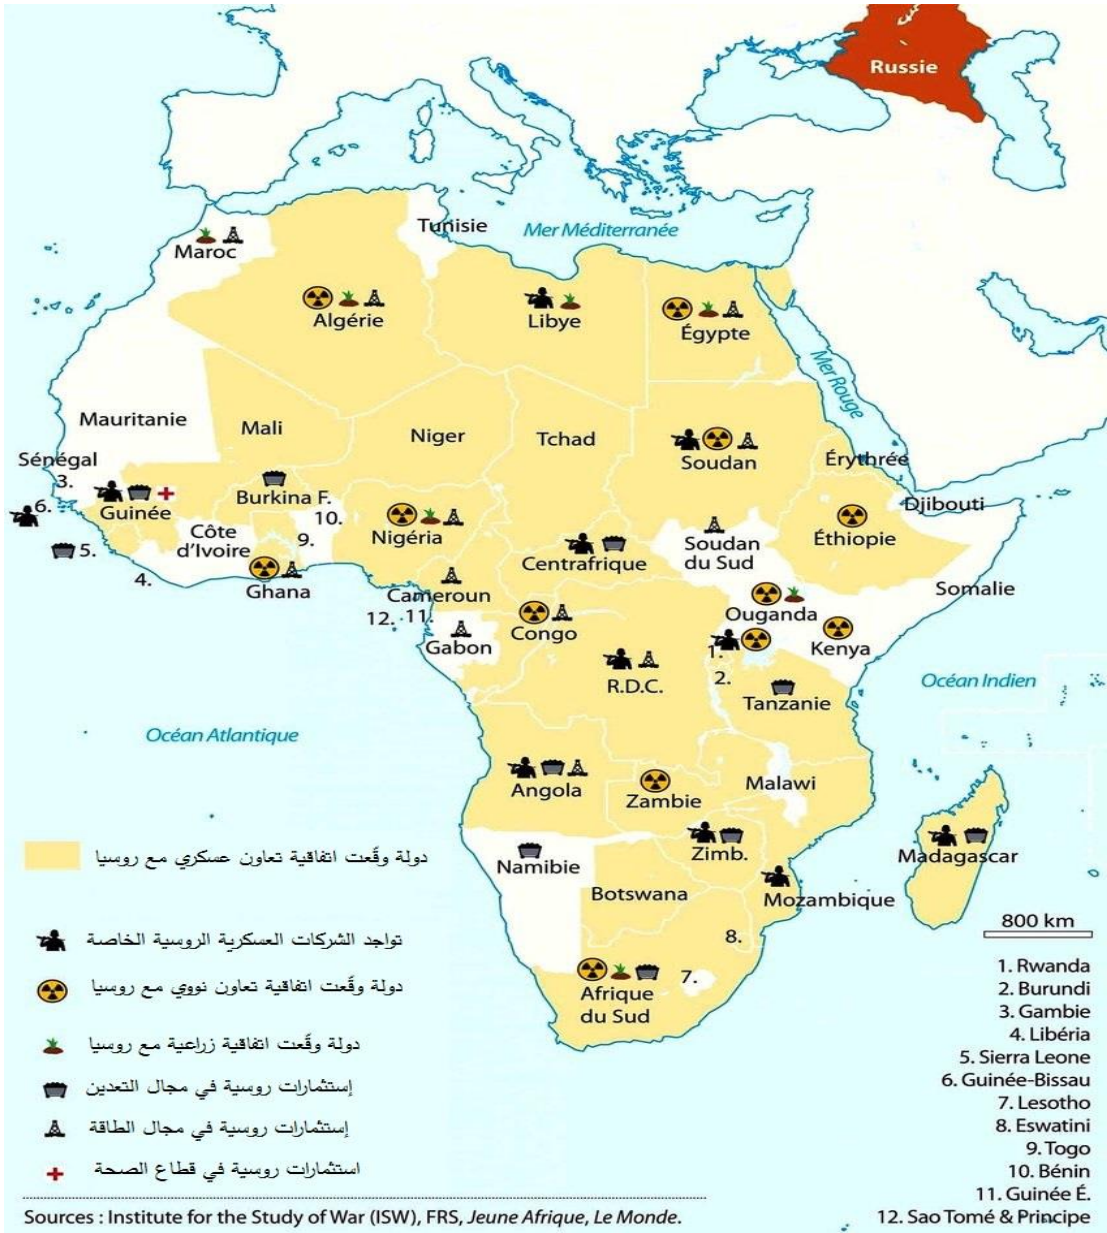 Russie
Tunisie
Mer Méditerranée
Maroc
Algérie
Libye
Égypte
Mer Rouge
Mauritanie
Mali
Niger
Tchad
Soudan
Érythrée
Sénégal
3.
6.
Guinée
Burkina F.
10.
Nigéria
Djibouti
5.
Côte
d'Ivoire
9.
Centrafrique
Soudan
du Sud
Éthiopie
4.
Ghana
Cameroun
Somalie
12.
11.
Gabon
Congo
Ouganda
Kenya
1.
R.D.C.
2.
Tanzanie
Océan Indien
Océan Atlantique
Angola
Zambie
Malawi
Namibie
Zimb.
Madagascar
Botswana
Mozambique
8.
7.
Afrique
du Sud
800 km
دولة وقّعت اتفاقية تعاون عسكري مع روسيا
تواجد الشركات العسكرية الروسية الخاصة
دولة وقّعت اتفاقية تعاون نووي مع روسيا
دولة وقّعت اتفاقية زراعية مع روسيا
إستثمارات روسية في مجال التعدين
إستثمارات روسية في مجال الطاقة
استثمارات روسية في قطاع الصحة
1. Rwanda
2. Burundi
3. Gambie
4. Libéria
5. Sierra Leone
6. Guinée-Bissau
7. Lesotho
8. Eswatini
9. Togo
10. Bénin
11. Guinée É.
12. Sao Tomé & Principe
Sources : Institute for the Study of War (ISW), FRS, Jeune Afrique, Le Monde.